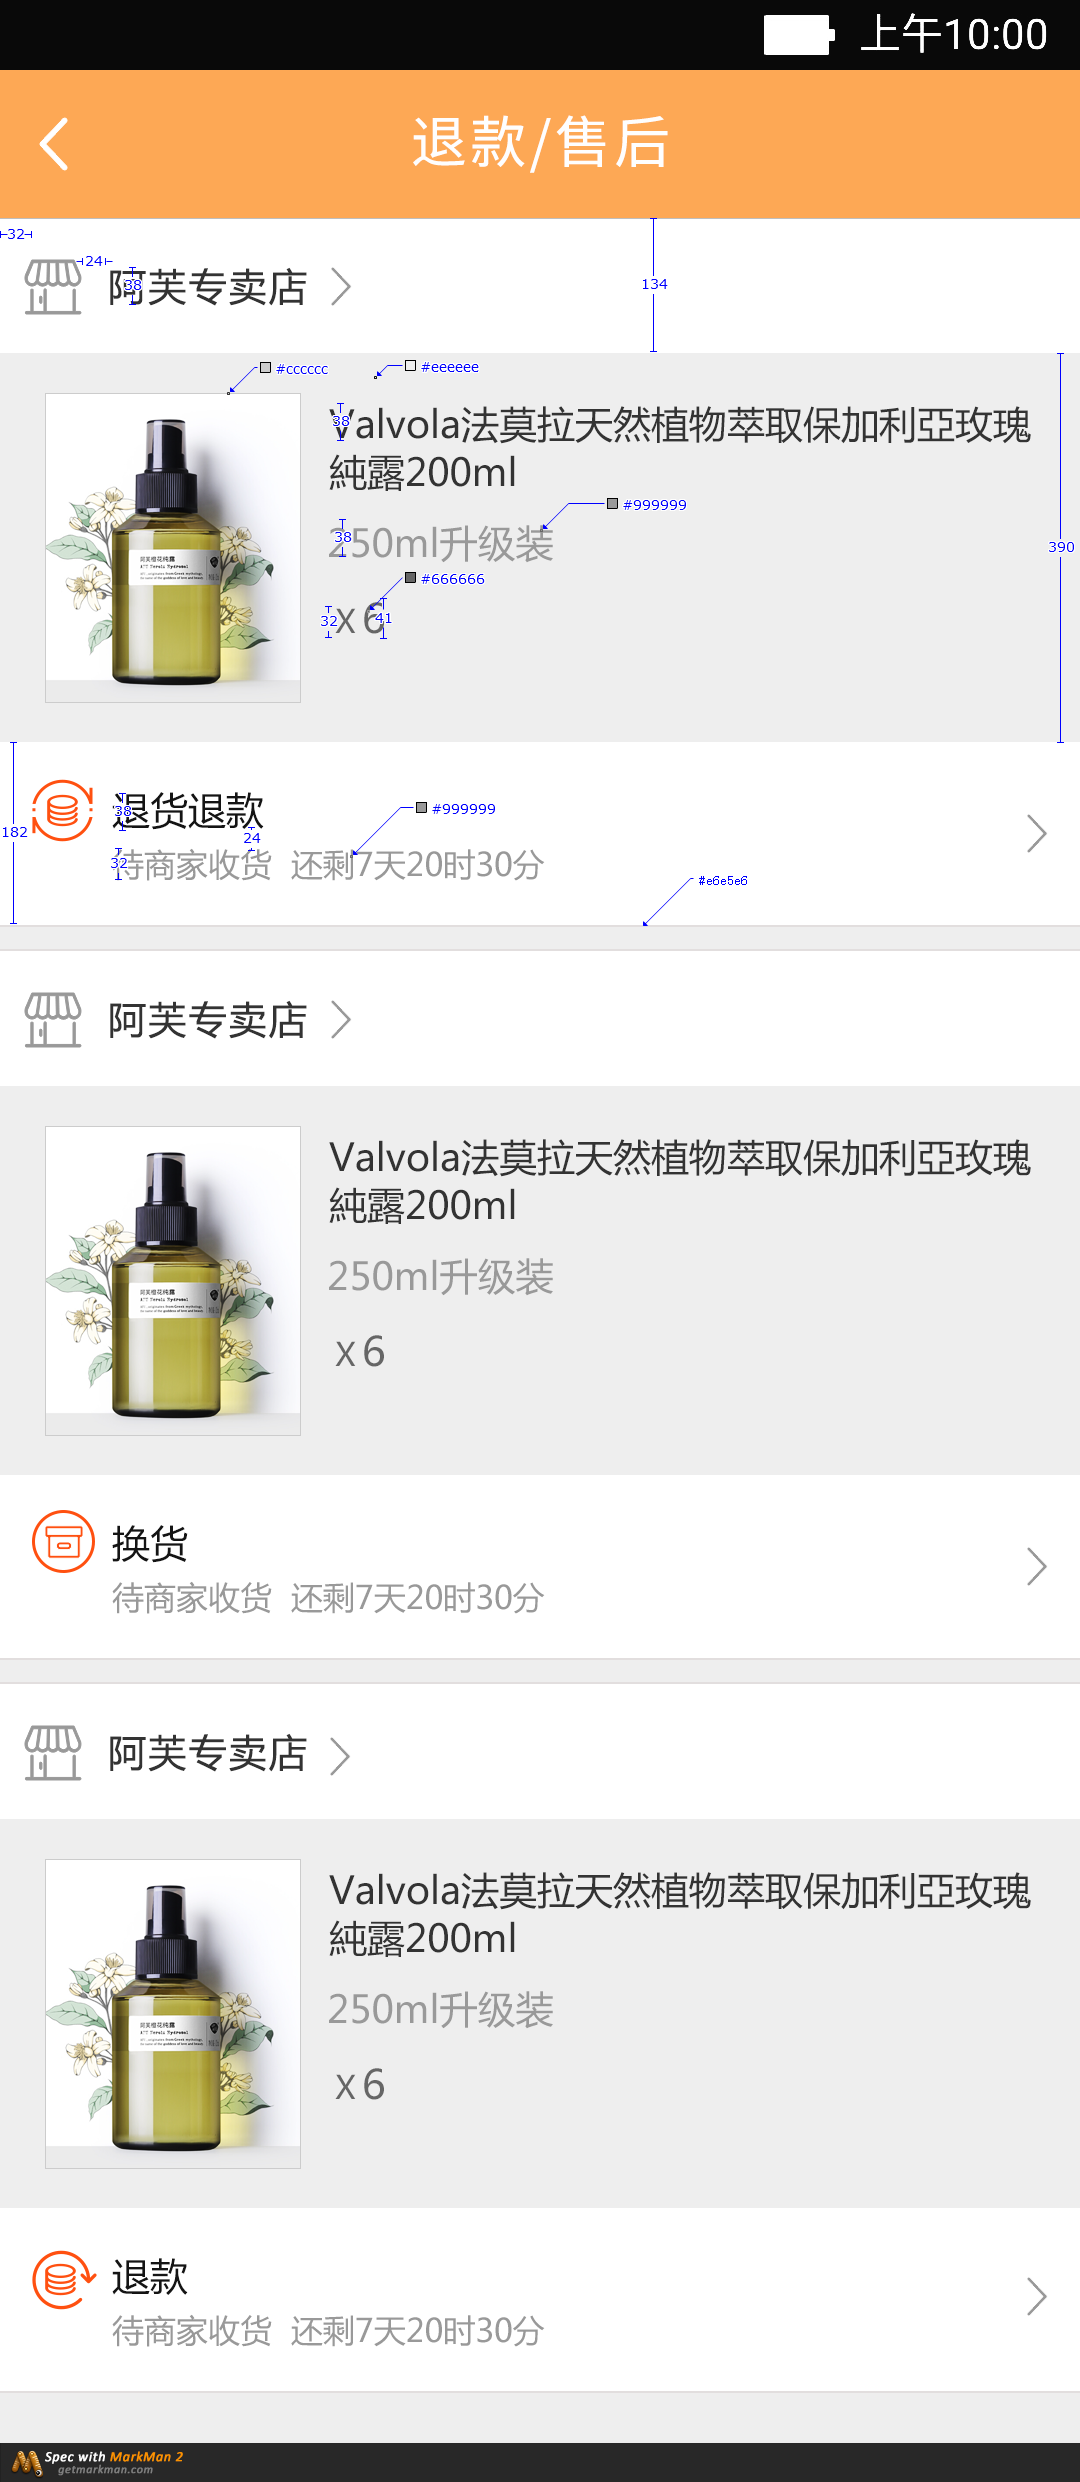 上午10:00
退款/售后
32
24
38
阿芙专卖店
134
#cccccc
#eeeeee
38
Valvola法莫拉天然植物萃取保加利亞玫瑰
純露200ml
#999999
38
250ml升级装
390
#666666
32
x 6
41
182
38
退货退款
#999999
24
32
待商家收货 还剩7天20时30分
#e6e5e6
阿芙专卖店
Valvola法莫拉天然植物萃取保加利亞玫瑰
純露200ml
250ml升级装
x 6
换货
待商家收货 还剩7天20时30分
阿芙专卖店
Valvola法莫拉天然植物萃取保加利亞玫瑰
純露200ml
250ml升级装
x 6
退款
待商家收货 还剩7天20时30分
Spec with MarkMan 2
getmarkman.com